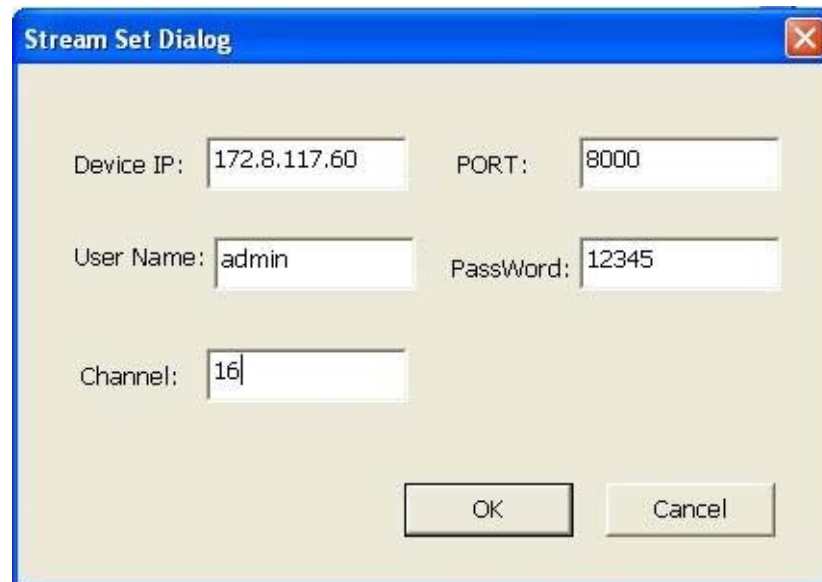 Stream Set Dialog
Device IP: 172.8.117.60 PORT: 8000
User Name: admin PassWord: 12345
Channel: 16
OK Cancel